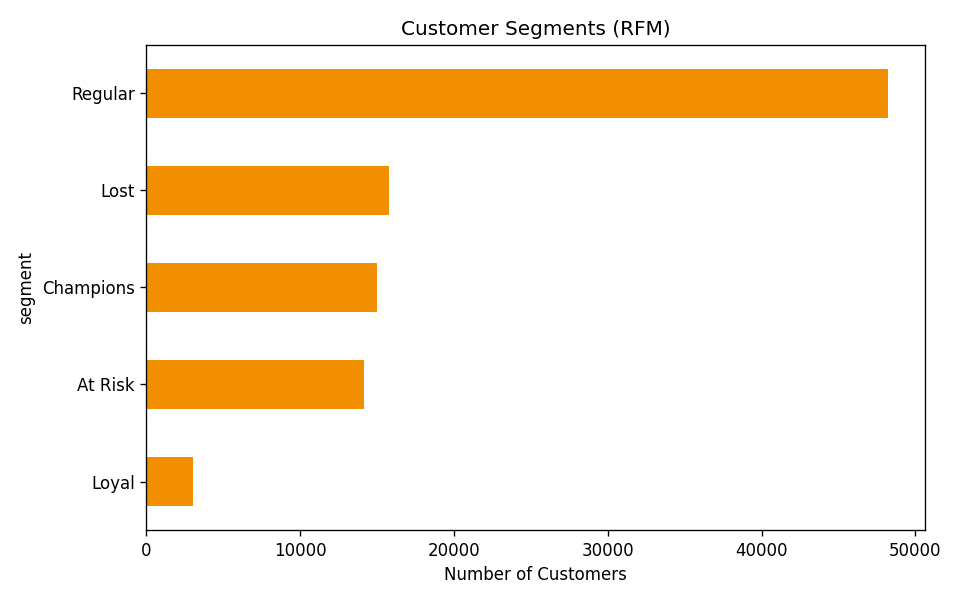 Customer Segments (RFM)
Regular
Lost
Champions
At Risk
Loyal
segment
0 10000 20000 30000 40000 50000
Number of Customers